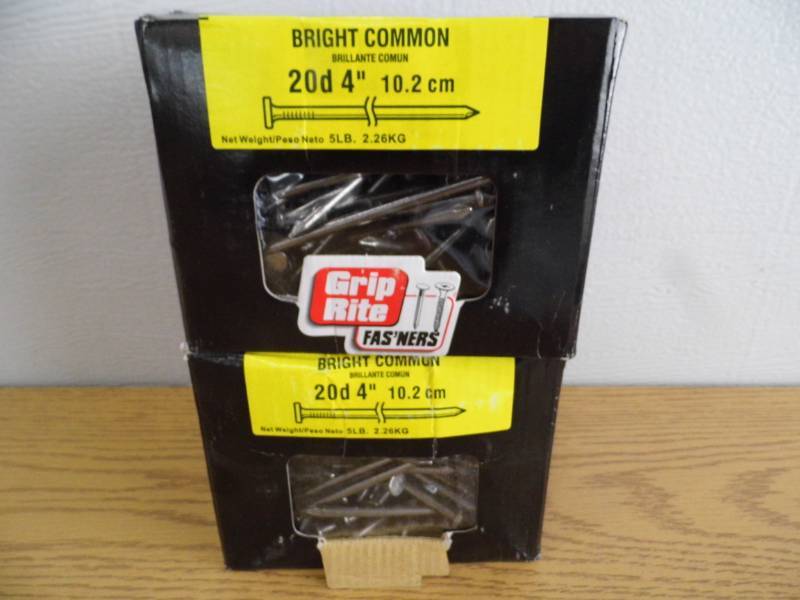 BRIGHT COMMON
BRILLANTE COMUN
20d 4" 10.2 cm
Net Weight/Peso Neto 5LB. 2.26KG
Grip
Rite
FAS'NERS
BRIGHT COMMON
BRILLANTE COMUN
20d 4" 10.2 cm
Net Weight/Peso Neto 5LB. 2.26KG